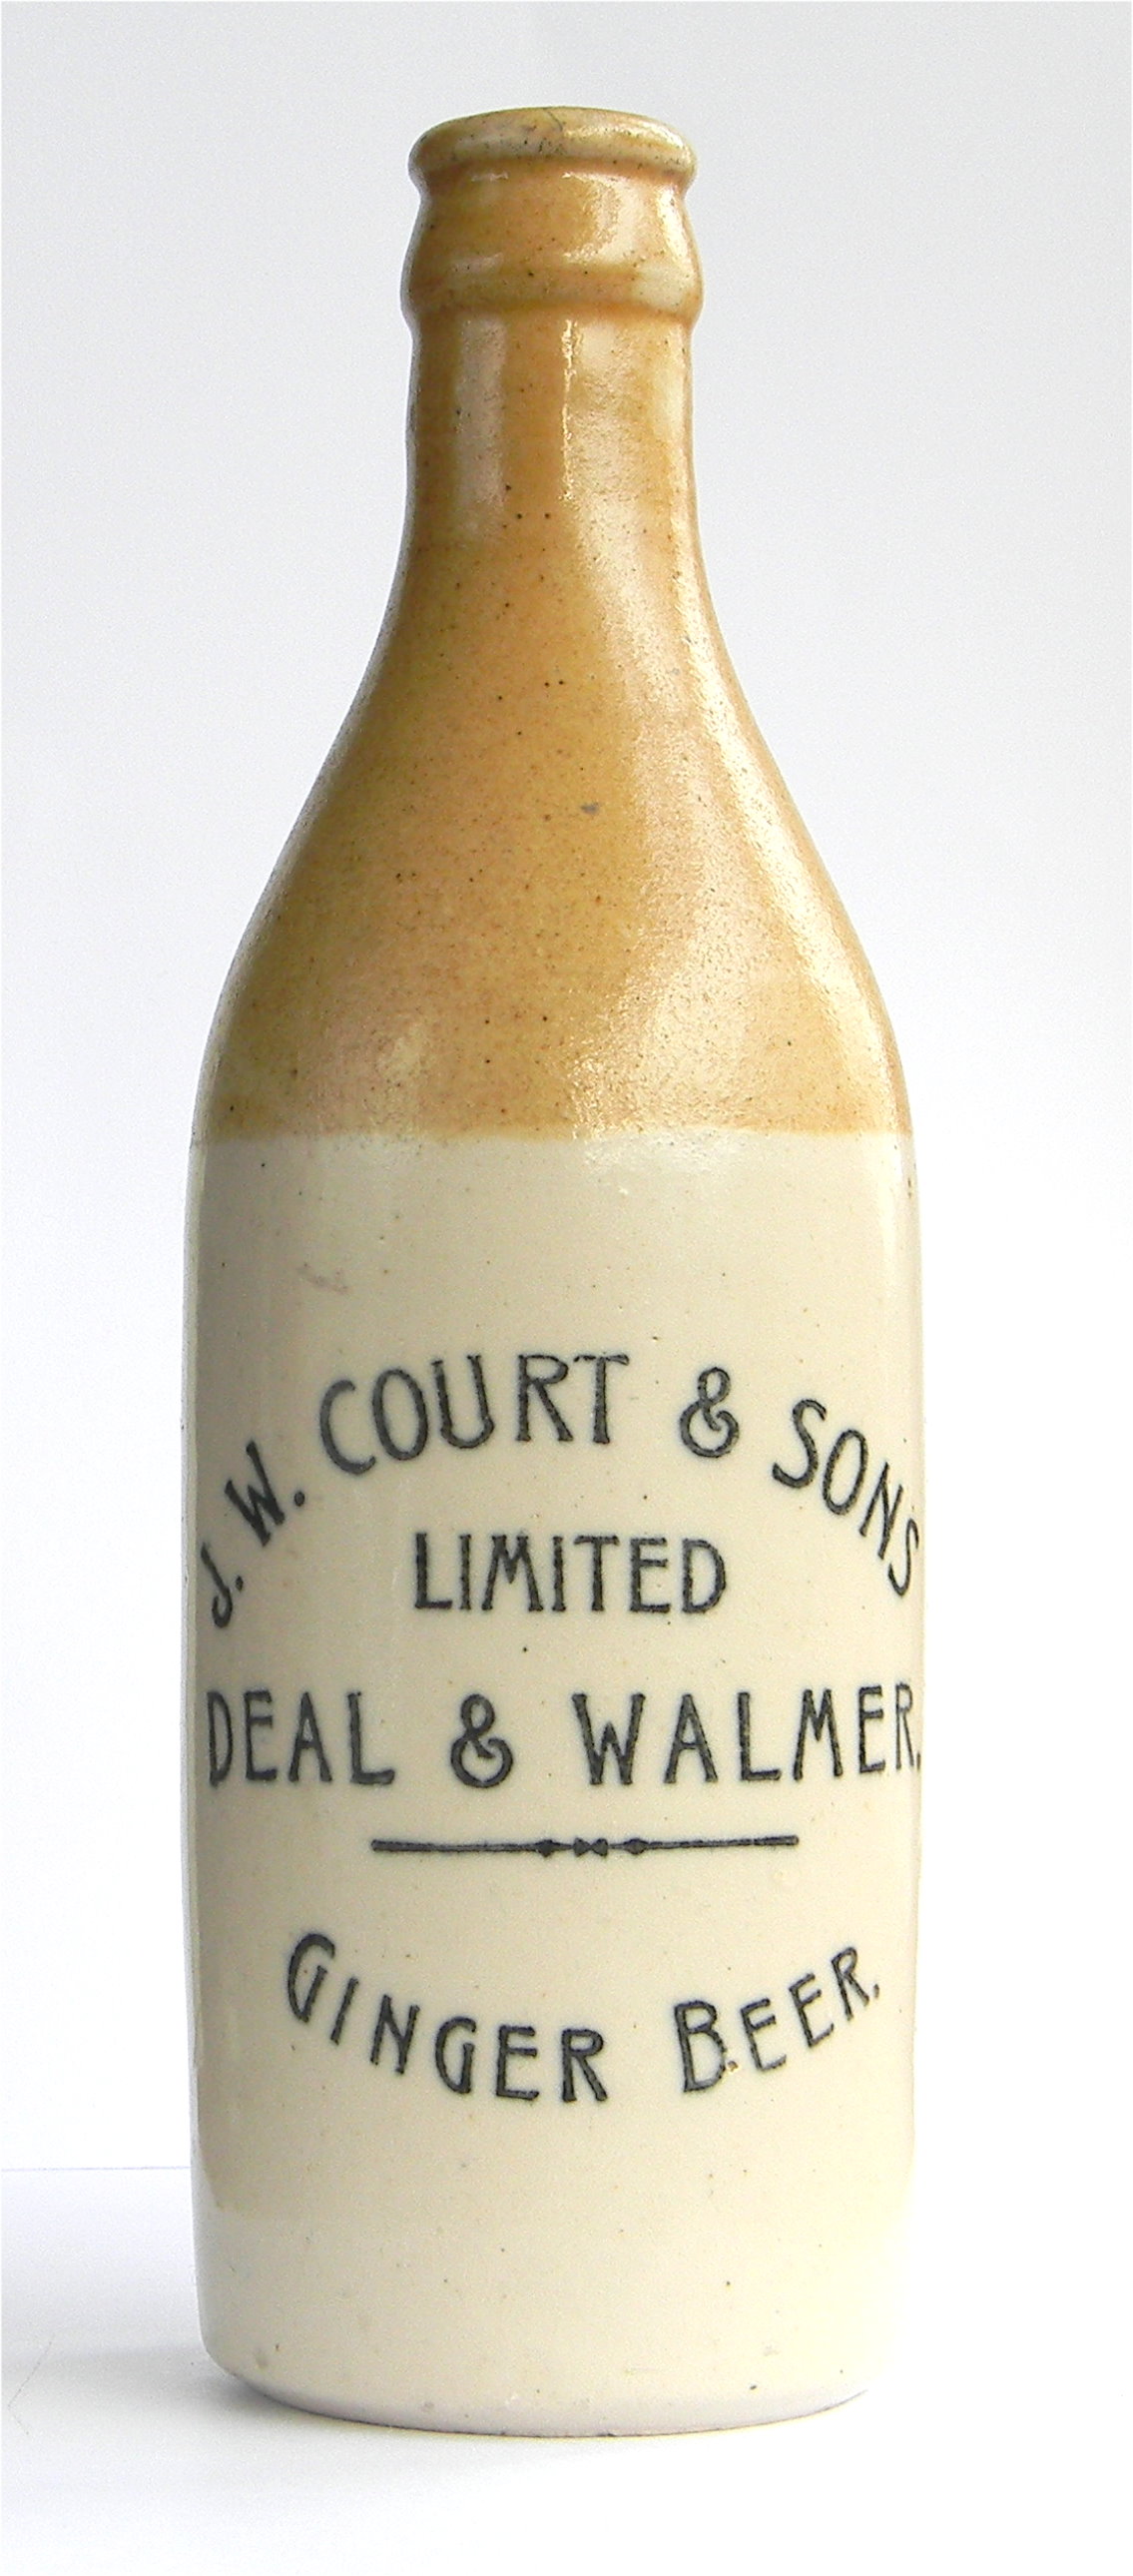 J. W. COURT & SONS
LIMITED
DEAL & WALMER.
GINGER BEER.